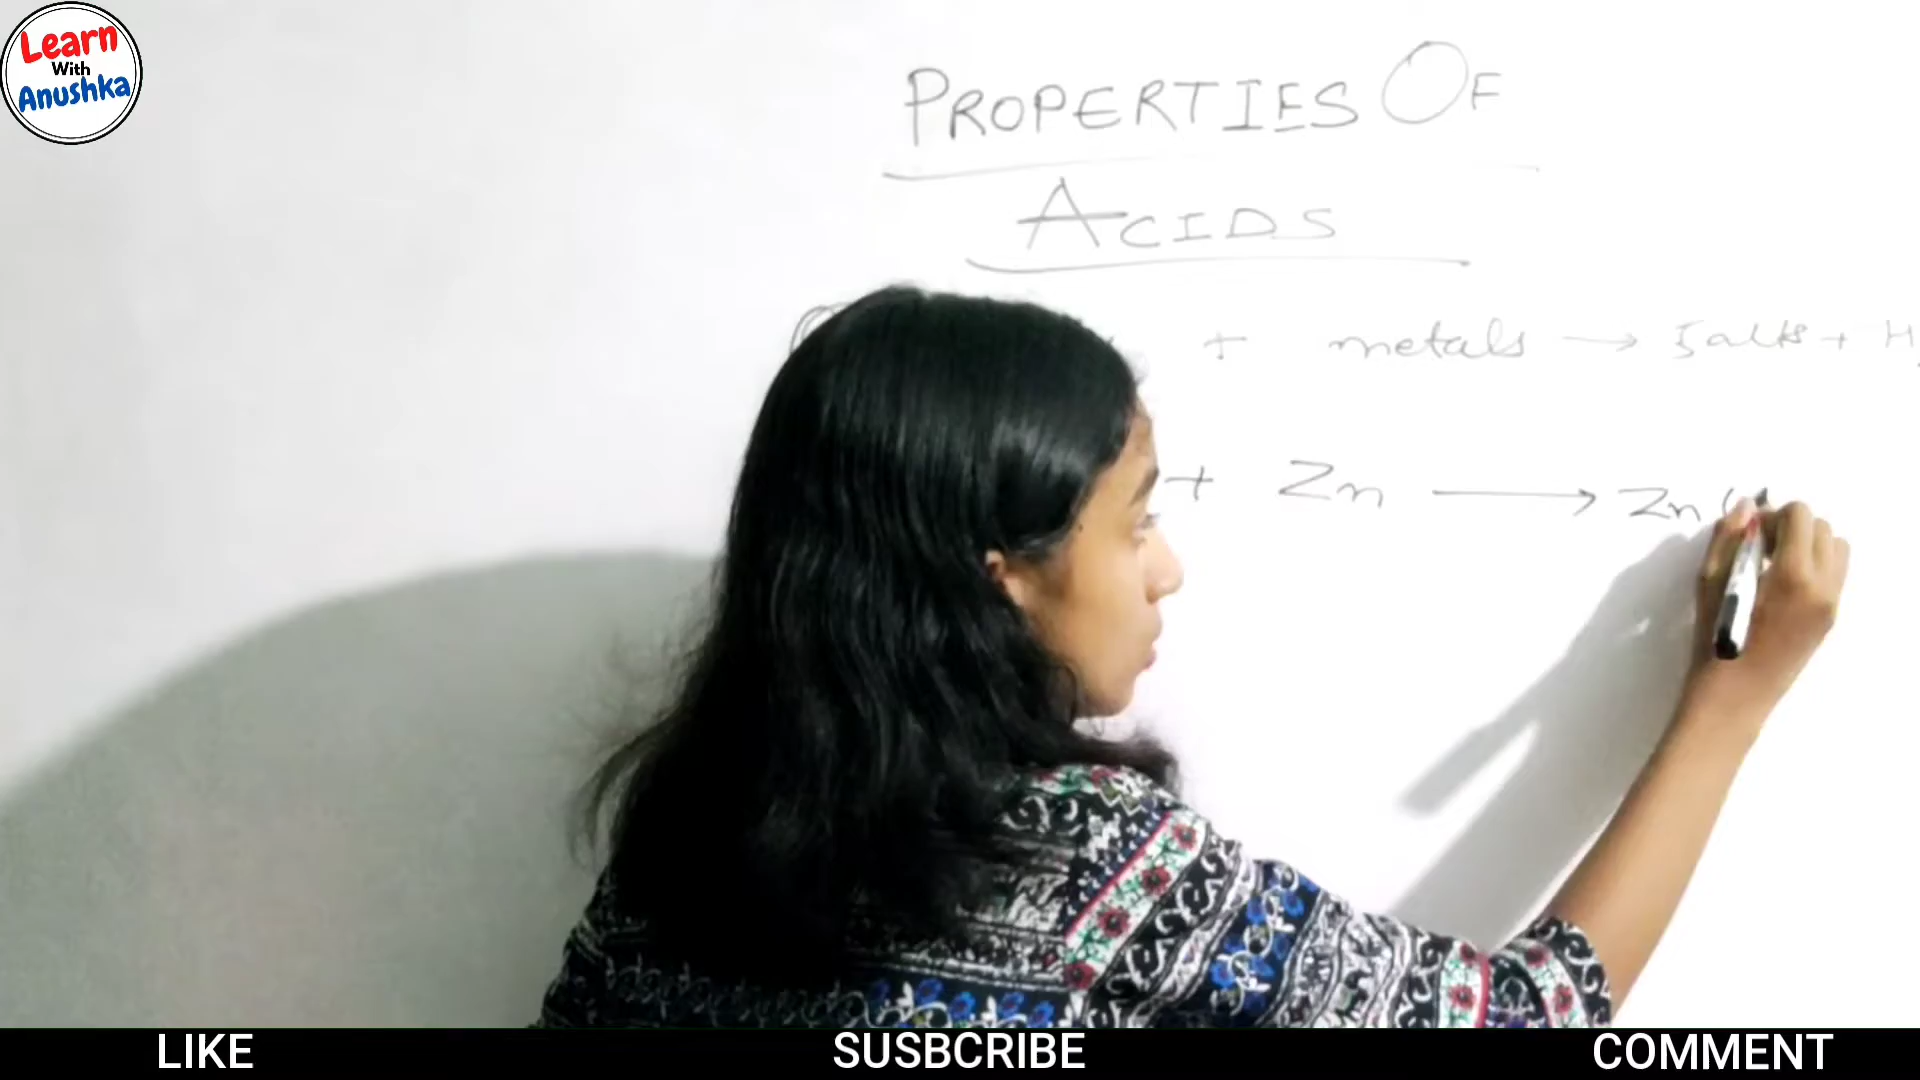 Learn
With
Anushka
PROPERTIES OF
ACIDS
+ metals → Salts + H
+ Zn → Zn
LIKE SUSBCRIBE COMMENT